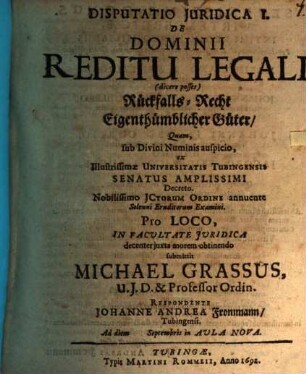 DISPUTATIO JURIDICA I.
DE
DOMINII
REDITU LEGALI
(dicere posses)
Rückfalls-Recht
Eigenthümblicher Güter/
Quam,
sub Divini Numinis auspicio,
ex
Illustrissimæ UNIVERSITATIS TUBINGENSIS
SENATUS AMPLISSIMI
Decreto.
Nobilissimo JCTORUM ORDINE annuente
Solenni Eruditorum Examini.
PRO LOCO,
IN FACULTATE JURIDICA
decenter juxta morem obtinendo
submittit
MICHAEL GRASSUS,
U. J. D. & Professor Ordin.
RESPONDENTE
JOHANNE ANDREA Frommann/
Tubingensi.
Ad diem Septembris in AULA NOVA.
TUBINGÆ,
Typis MARTINI ROMMEII, Anno 1692.